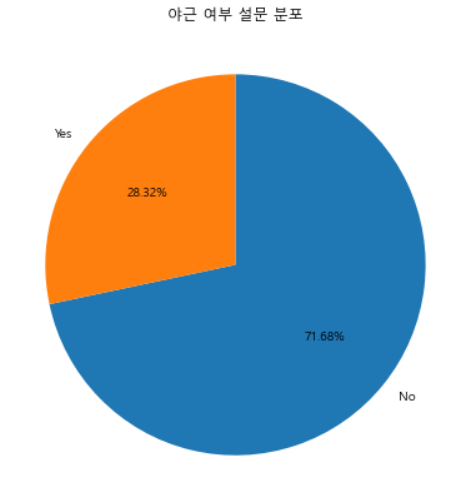 야근 여부 설문 분포
Yes
28.32%
71.68%
No